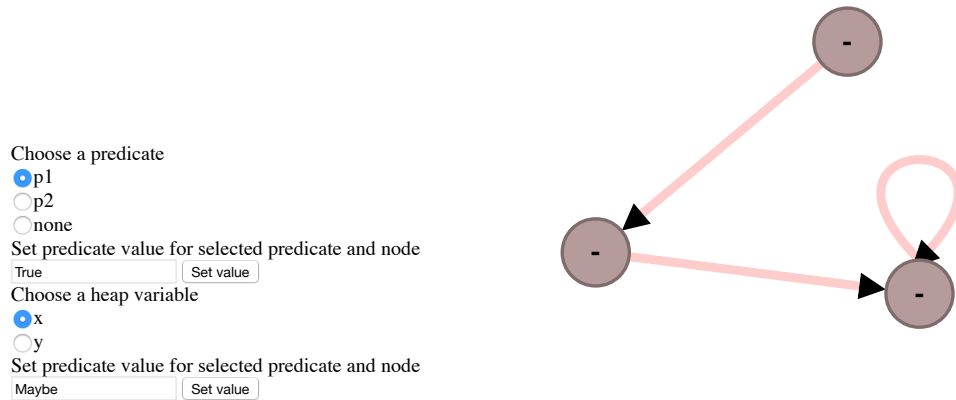 -
Choose a predicate
p1
p2
none
Set predicate value for selected predicate and node
True Set value
Choose a heap variable
x
y
Set predicate value for selected predicate and node
Maybe Set value
-
-